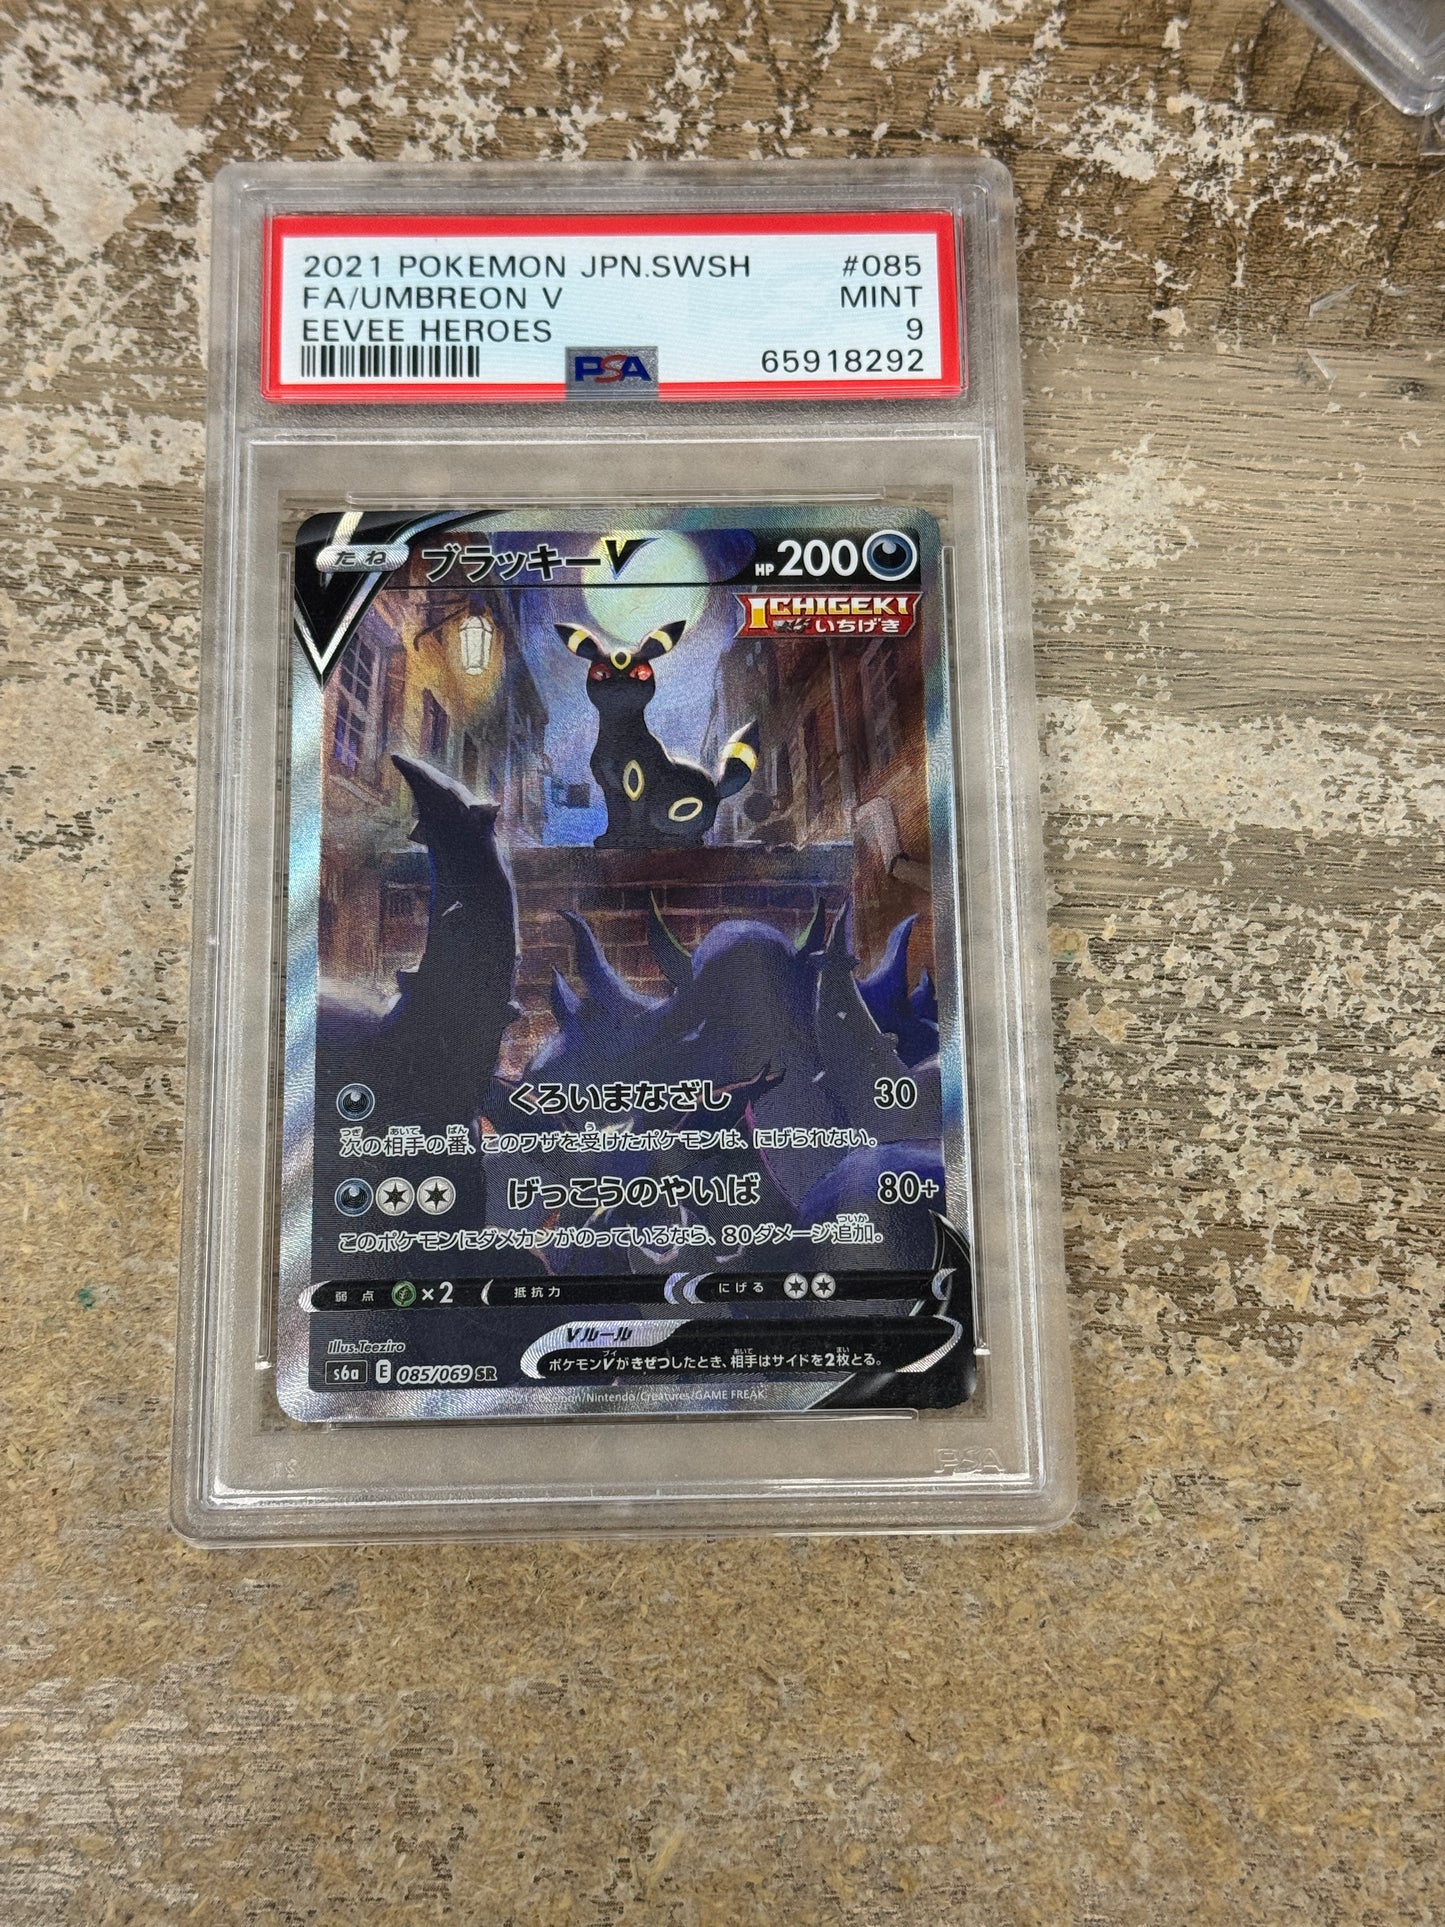 2021 POKEMON JPN.SWSH #085
FA/UMBREON V MINT
EEVEE HEROES 9
PSA 65918292
たね ブラッキーV HP 200
ICHIGEKI
いちげき
くろいまなざし 30
次の相手の番、このワザを受けたポケモンは、にげられない。
げっこうのやいば 80+
このポケモンにダメカンがのっているなら、80ダメージ追加。
弱点 ×2 抵抗力 にげる
Vルール
ポケモンVがきぜつしたとき、相手はサイドを2枚とる。
Illus.Teeziro
s6a E 085/069 SR
Pokémon/Nintendo/Creatures/GAME FREAK
PSA